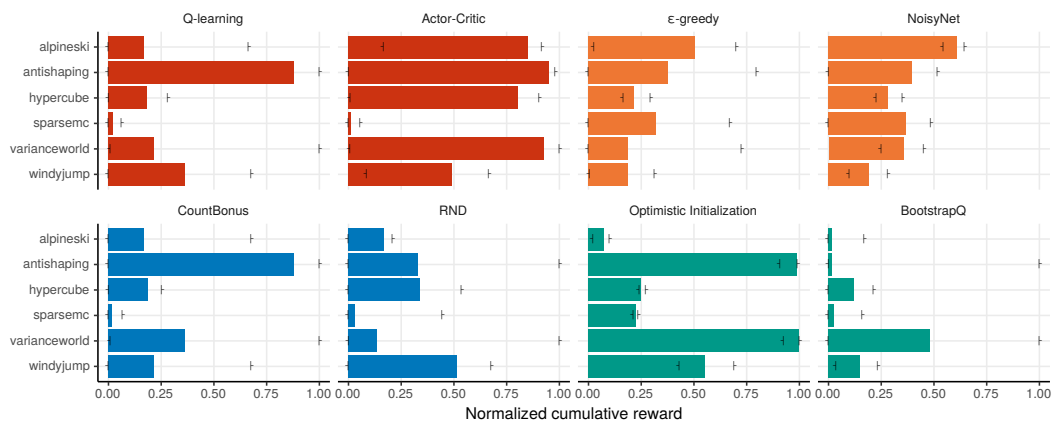 Q-learning Actor-Critic ε-greedy NoisyNet
alpineski
antishaping
hypercube
sparsemc
varianceworld
windyjump
CountBonus RND Optimistic Initialization BootstrapQ
alpineski
antishaping
hypercube
sparsemc
varianceworld
windyjump
0.00 0.25 0.50 0.75 1.00 0.00 0.25 0.50 0.75 1.00 0.00 0.25 0.50 0.75 1.00 0.00 0.25 0.50 0.75 1.00
Normalized cumulative reward